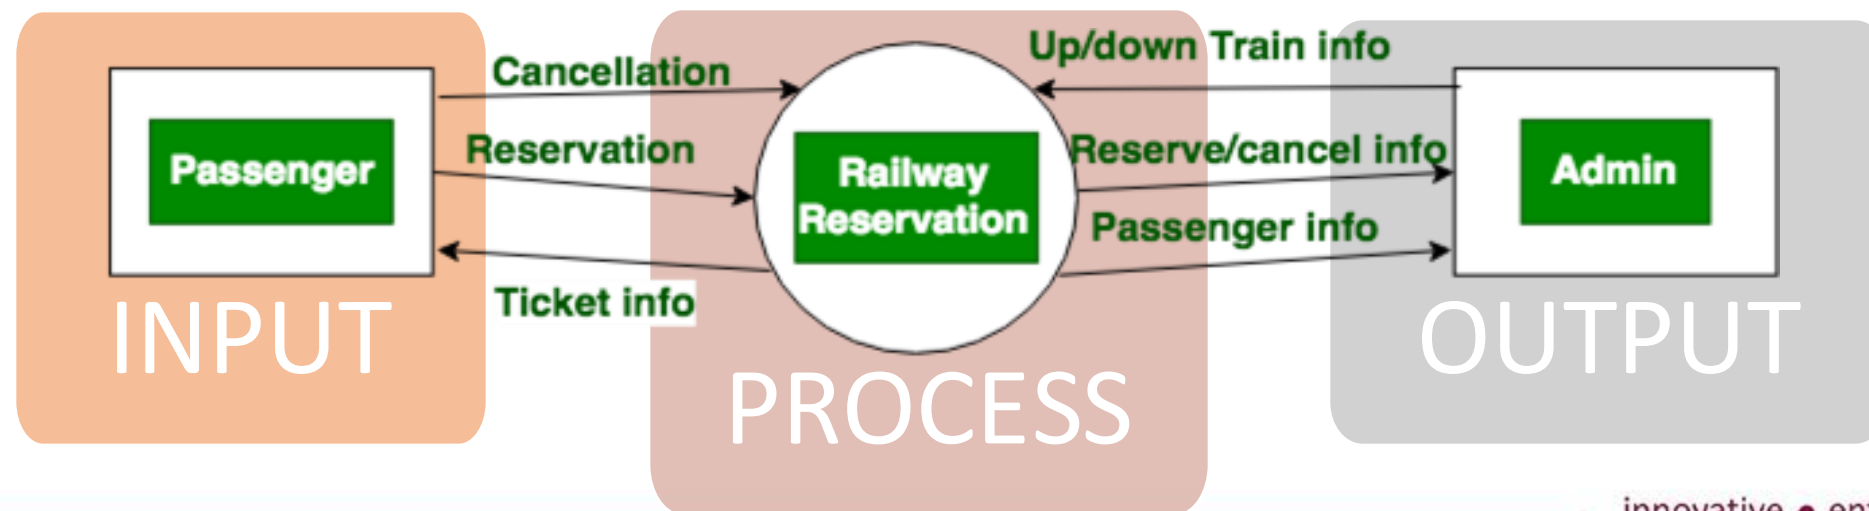 Cancellation
Up/down Train info
Passenger
Reservation
Railway
Reservation
Reserve/cancel info
Admin
Passenger info
Ticket info
INPUT
PROCESS
OUTPUT
innovative •